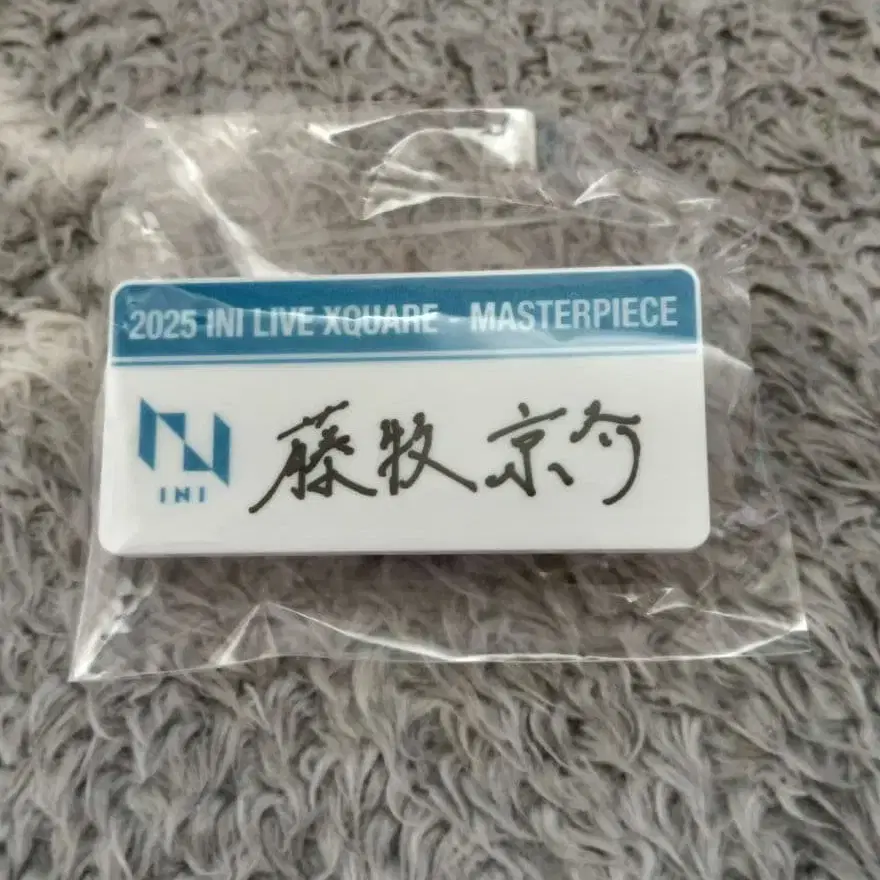 2025 INI LIVE XQUARE - MASTERPIECE
INI
藤牧京介